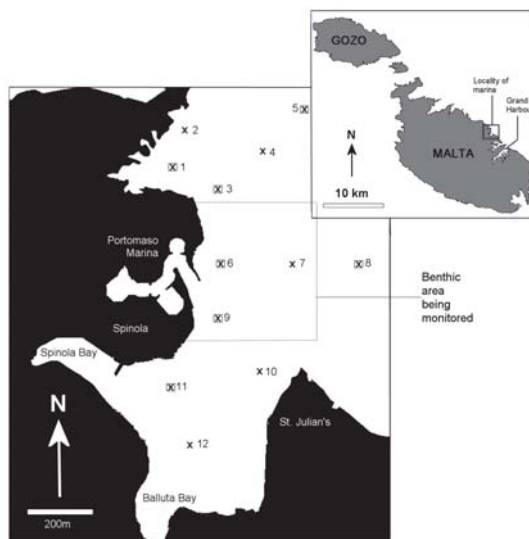 GOZO
Locality of
marina
Grand
Harbour
N
MALTA
10 km
5
2
4
1
3
Portomaso
Marina
6
7
8
Benthic
area
being
monitored
9
Spinola
Spinola Bay
10
11
N
St. Julian's
12
Balluta Bay
200m